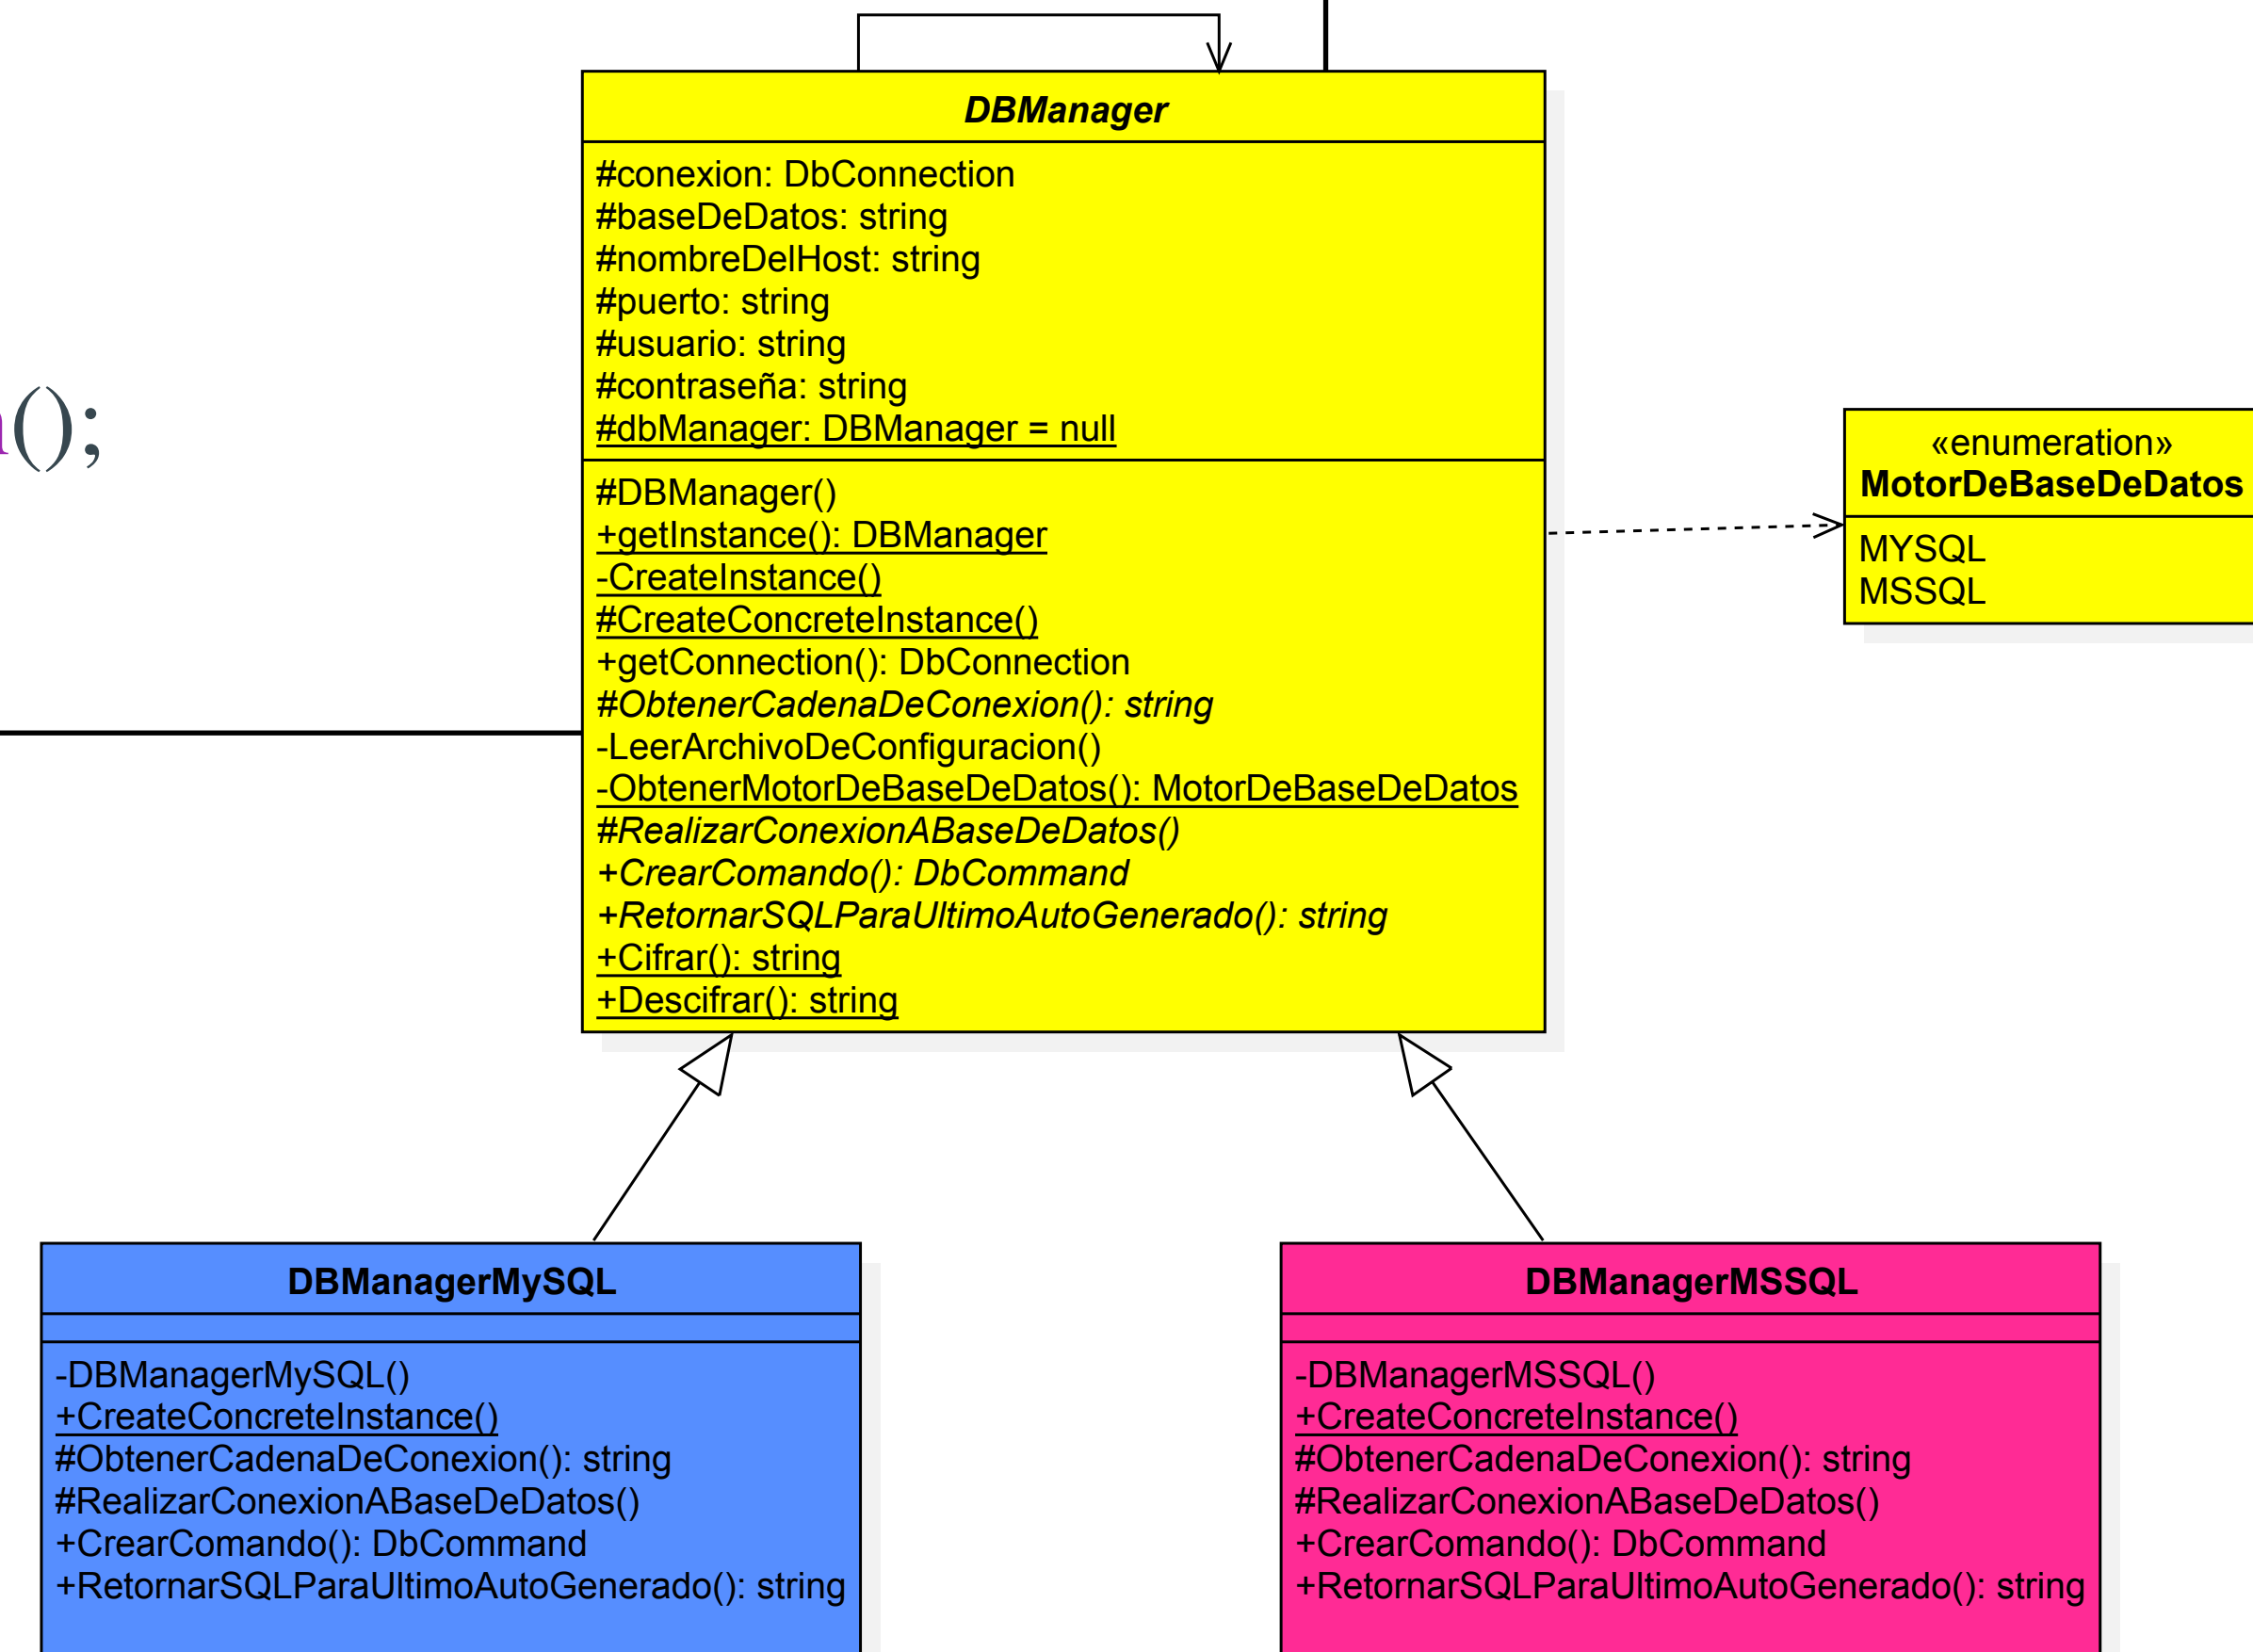 DBManager
#conexion: DbConnection
#baseDeDatos: string
#nombreDelHost: string
#puerto: string
#usuario: string
#contraseña: string
#dbManager: DBManager = null
#DBManager()
+getInstance(): DBManager
-CreateInstance()
#CreateConcreteInstance()
+getConnection(): DbConnection
#ObtenerCadenaDeConexion(): string
-LeerArchivoDeConfiguracion()
-ObtenerMotorDeBaseDeDatos(): MotorDeBaseDeDatos
#RealizarConexionABaseDeDatos()
+CrearComando(): DbCommand
+RetornarSQLParaUltimoAutoGenerado(): string
+Cifrar(): string
+Descifrar(): string
();
«enumeration»
MotorDeBaseDeDatos
MYSQL
MSSQL
DBManagerMySQL
-DBManagerMySQL()
+CreateConcreteInstance()
#ObtenerCadenaDeConexion(): string
#RealizarConexionABaseDeDatos()
+CrearComando(): DbCommand
+RetornarSQLParaUltimoAutoGenerado(): string
DBManagerMSSQL
-DBManagerMSSQL()
+CreateConcreteInstance()
#ObtenerCadenaDeConexion(): string
#RealizarConexionABaseDeDatos()
+CrearComando(): DbCommand
+RetornarSQLParaUltimoAutoGenerado(): string